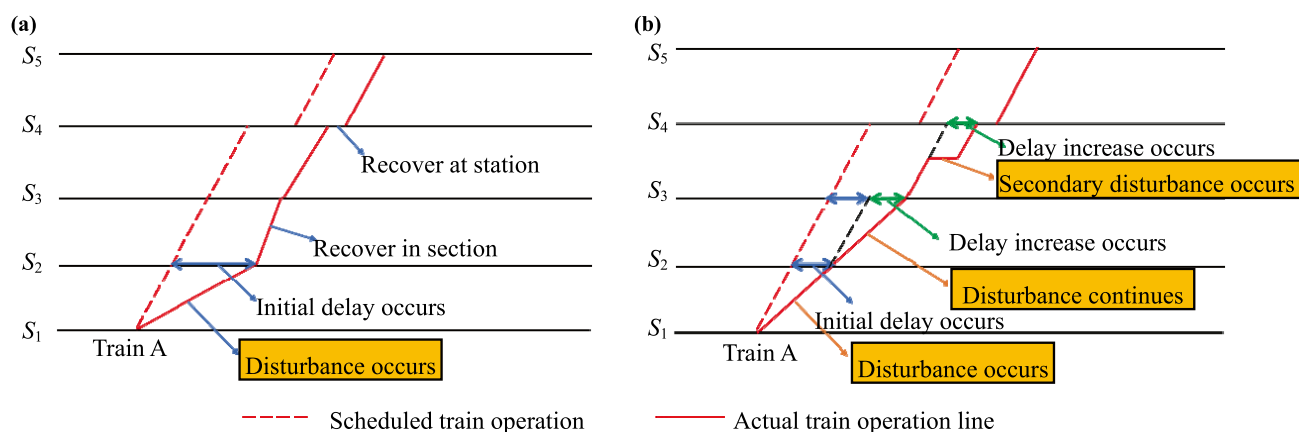 (a)
S5
S4
Recover at station
S3
Recover in section
S2
Initial delay occurs
S1
Train A
Disturbance occurs
(b)
S5
S4
Delay increase occurs
Secondary disturbance occurs
S3
Delay increase occurs
S2
Disturbance continues
Initial delay occurs
S1
Train A
Disturbance occurs
Scheduled train operation
Actual train operation line